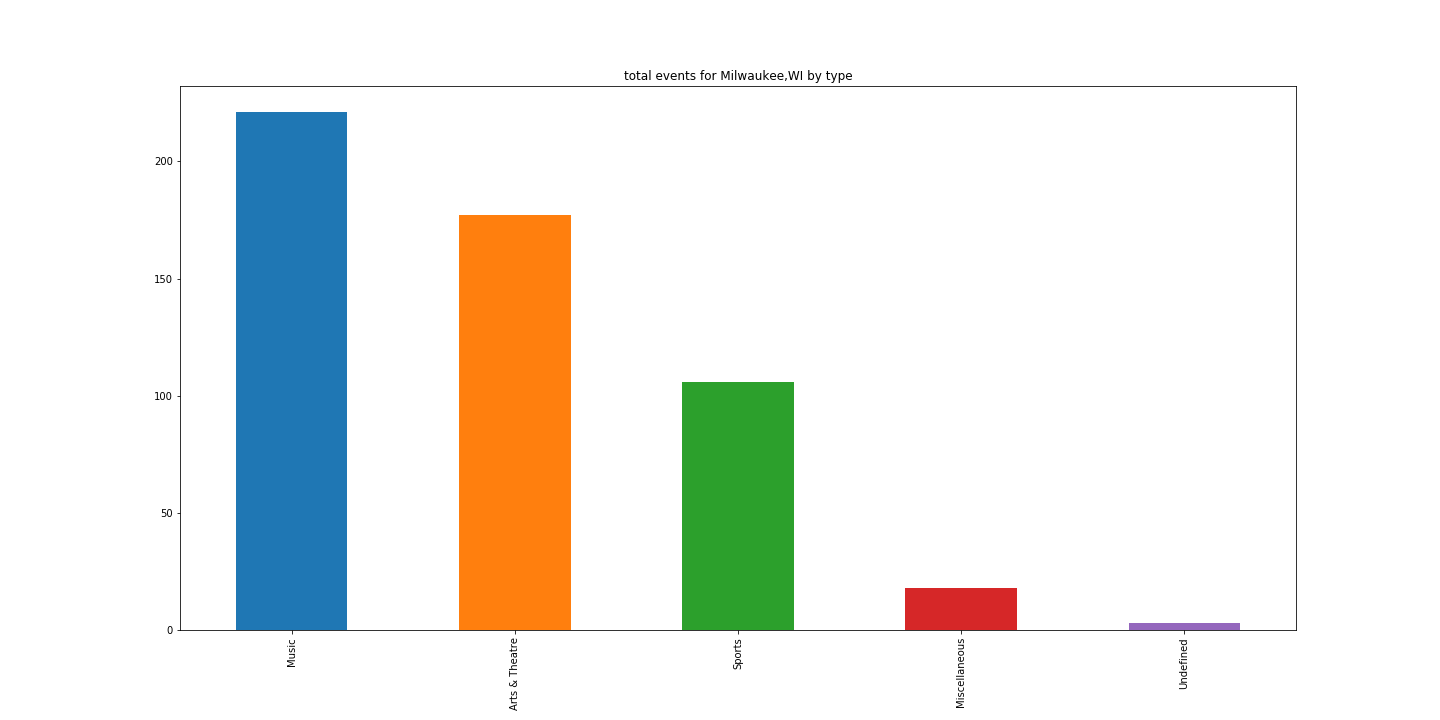 total events for Milwaukee,WI by type
200
150
100
50
0
Music
Arts & Theatre
Sports
Miscellaneous
Undefined